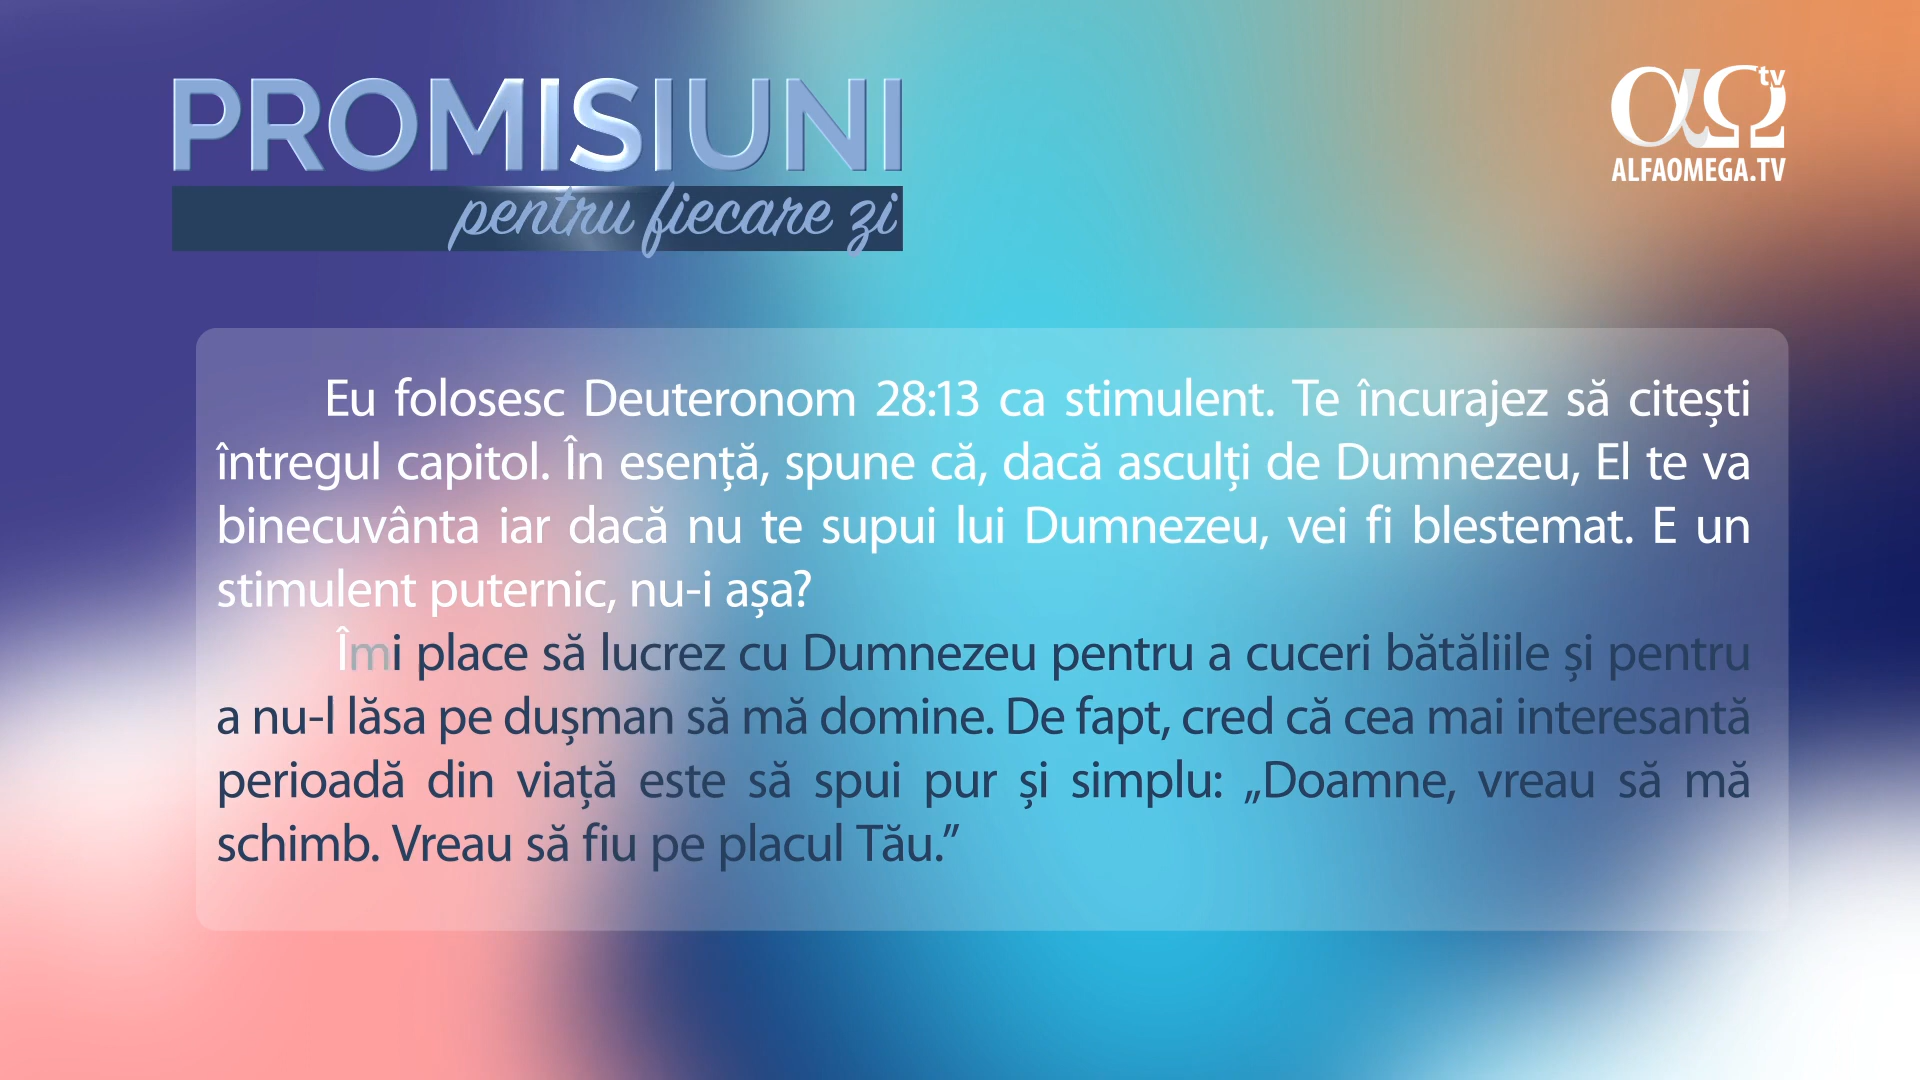 PROMISIUNI
pentru fiecare zi
αΩ tv
ALFAOMEGA.TV
Eu folosesc Deuteronom 28:13 ca stimulent. Te încurajez să citești
întregul capitol. În esență, spune că, dacă asculți de Dumnezeu, El te va
binecuvânta iar dacă nu te supui lui Dumnezeu, vei fi blestemat. E un
stimulent puternic, nu-i așa?
Îmi place să lucrez cu Dumnezeu pentru a cuceri bătăliile și pentru
a nu-l lăsa pe dușman să mă domine. De fapt, cred că cea mai interesantă
perioadă din viață este să spui pur și simplu: „Doamne, vreau să mă
schimb. Vreau să fiu pe placul Tău.”